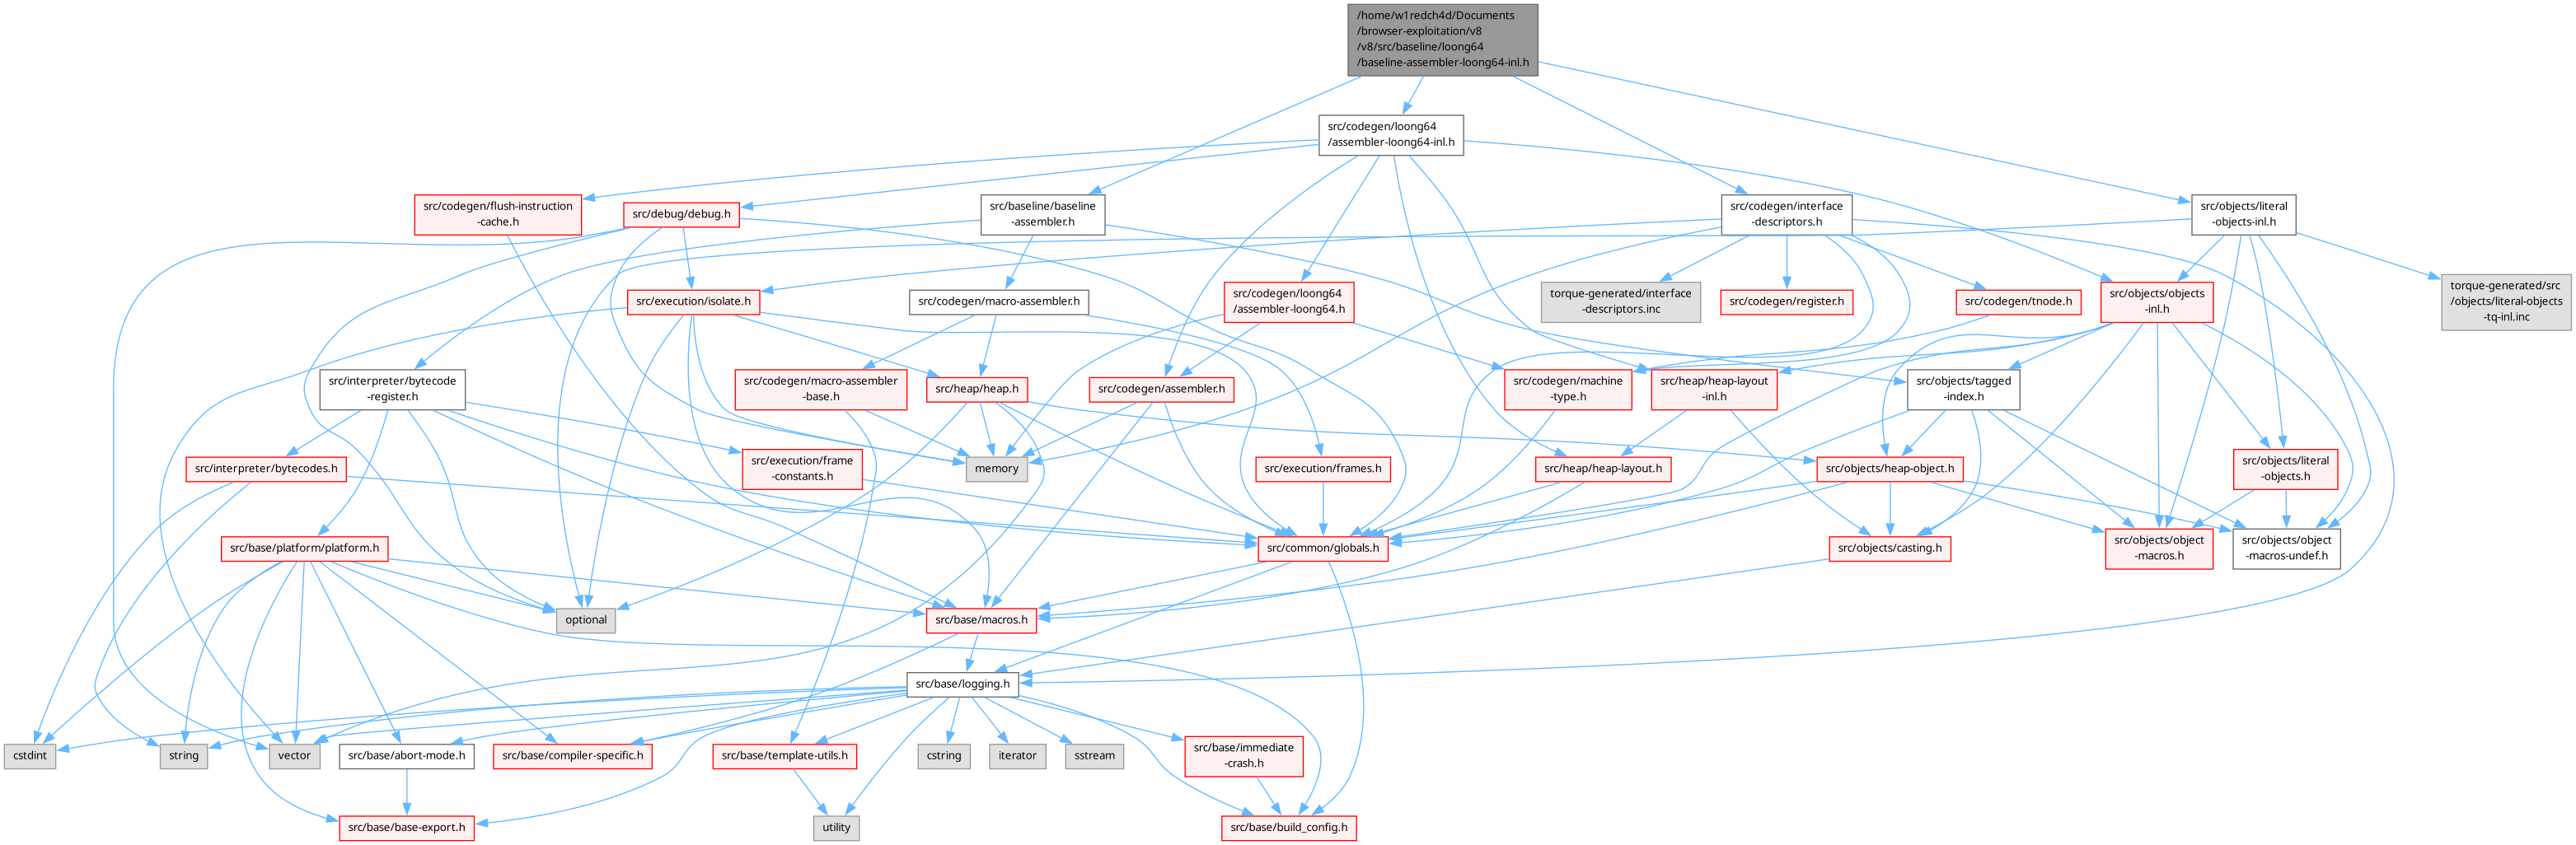 /home/w1redch4d/Documents
/browser-exploitation/v8
/v8/src/baseline/loong64
/baseline-assembler-loong64-inl.h
src/codegen/loong64
/assembler-loong64-inl.h
src/codegen/flush-instruction
-cache.h
src/debug/debug.h
src/baseline/baseline
-assembler.h
src/codegen/interface
-descriptors.h
src/objects/literal
-objects-inl.h
src/execution/isolate.h
src/codegen/macro-assembler.h
src/codegen/loong64
/assembler-loong64.h
torque-generated/interface
-descriptors.inc
src/codegen/register.h
src/codegen/tnode.h
src/objects/objects
-inl.h
torque-generated/src
/objects/literal-objects
-tq-inl.inc
src/interpreter/bytecode
-register.h
src/codegen/macro-assembler
-base.h
src/heap/heap.h
src/codegen/assembler.h
src/codegen/machine
-type.h
src/heap/heap-layout
-inl.h
src/objects/tagged
-index.h
src/interpreter/bytecodes.h
src/execution/frame
-constants.h
memory
src/execution/frames.h
src/heap/heap-layout.h
src/objects/heap-object.h
src/objects/literal
-objects.h
src/base/platform/platform.h
src/common/globals.h
src/objects/casting.h
src/objects/object
-macros.h
src/objects/object
-macros-undef.h
optional
src/base/macros.h
src/base/logging.h
cstdint
string
vector
src/base/abort-mode.h
src/base/compiler-specific.h
src/base/template-utils.h
cstring
iterator
sstream
src/base/immediate
-crash.h
src/base/base-export.h
utility
src/base/build_config.h